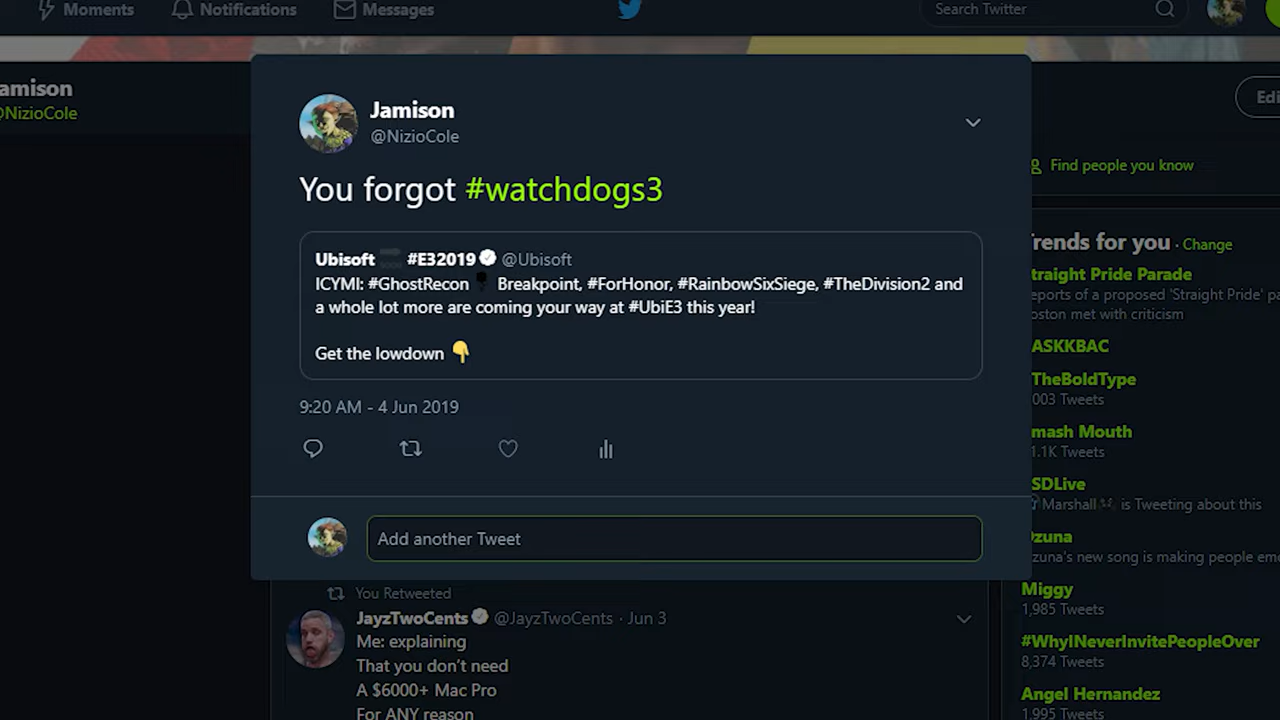 Moments
Notifications
Messages
Search Twitter
amison
@NizioCole
Edi
Jamison
@NizioCole
You forgot #watchdogs3
Ubisoft #E32019 @Ubisoft
ICYMI: #GhostRecon Breakpoint, #ForHonor, #RainbowSixSiege, #TheDivision2 and
a whole lot more are coming your way at #UbiE3 this year!
Get the lowdown 👇
9:20 AM - 4 Jun 2019
Add another Tweet
You Retweeted
JayzTwoCents @JayzTwoCents · Jun 3
Me: explaining
That you don’t need
A $6000+ Mac Pro
For ANY reason
Find people you know
rends for you · Change
traight Pride Parade
eports of a proposed 'Straight Pride' pa
oston met with criticism
ASKKBAC
TheBoldType
003 Tweets
mash Mouth
1.1K Tweets
SDLive
Marshall is Tweeting about this
Ozuna
zuna's new song is making people emo
Miggy
1,985 Tweets
#WhyINeverInvitePeopleOver
8,374 Tweets
Angel Hernandez
1,995 Tweets